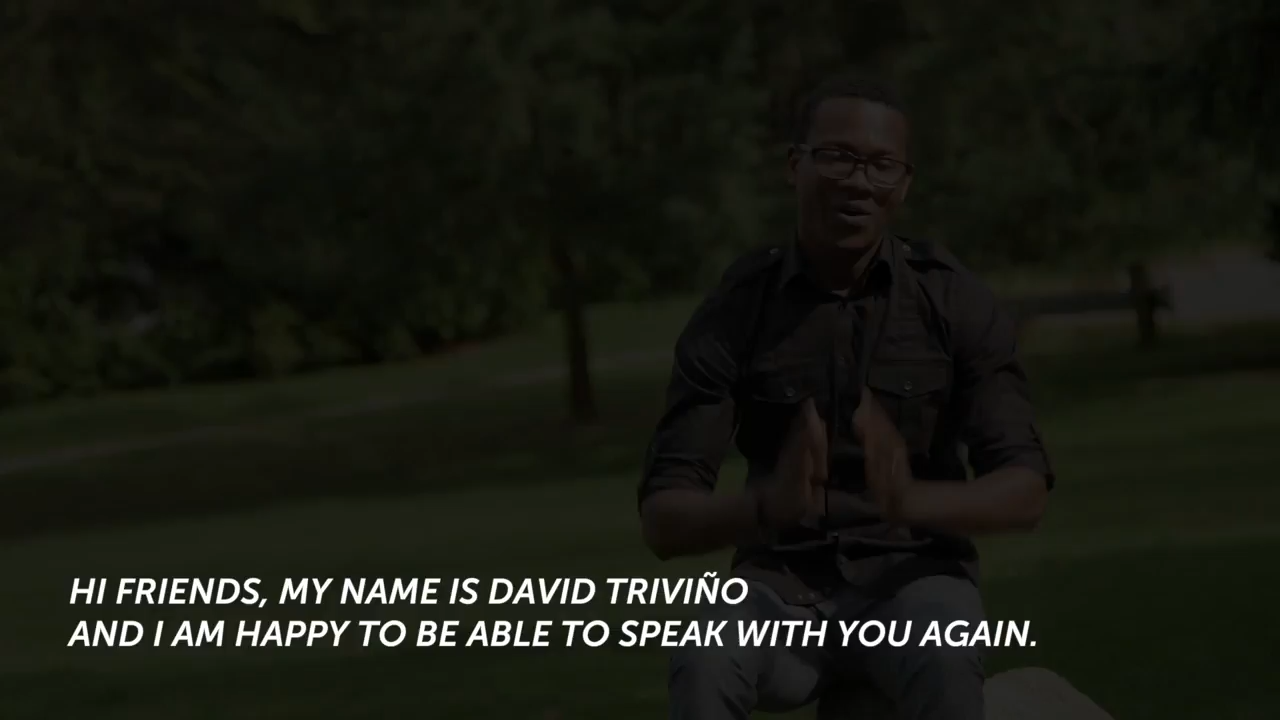 HI FRIENDS, MY NAME IS DAVID TRIVIÑO
AND I AM HAPPY TO BE ABLE TO SPEAK WITH YOU AGAIN.